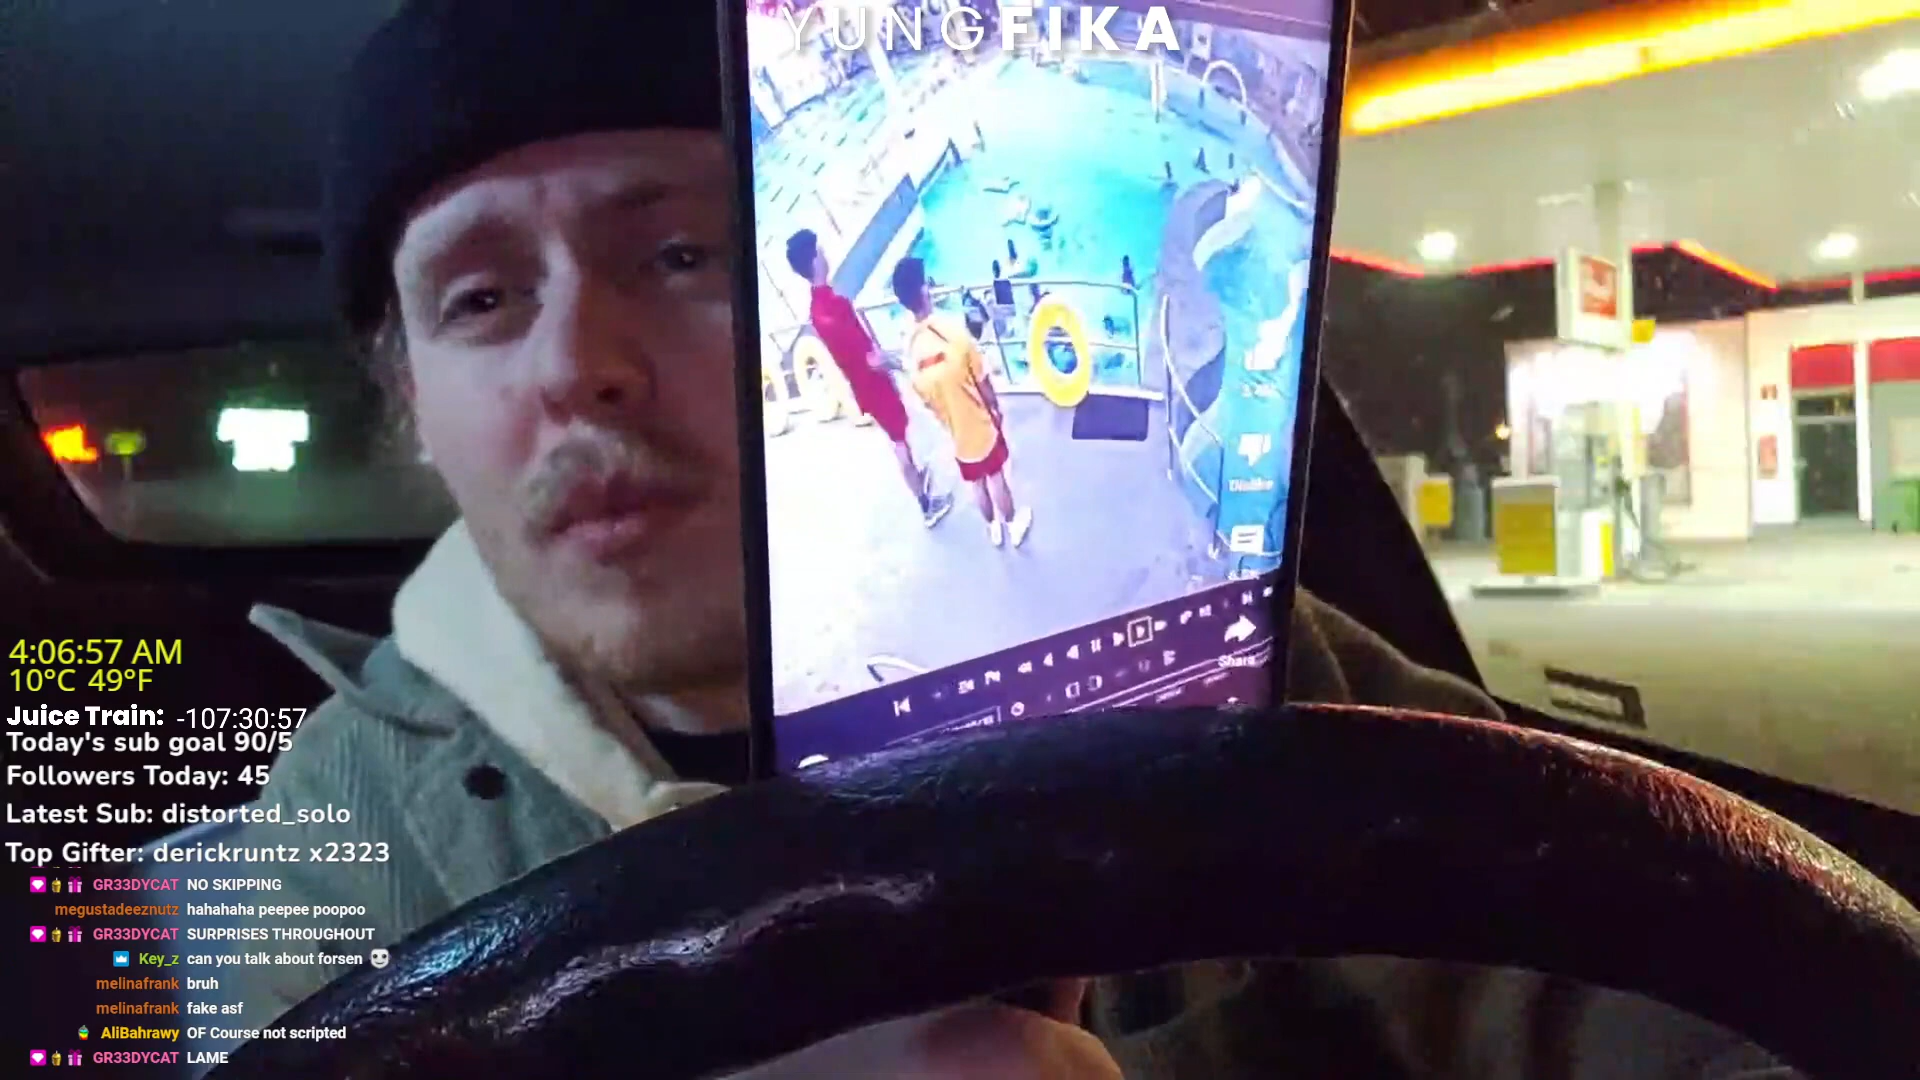 YUNGFIKA
4:06:57 AM
10°C 49°F
Juice Train: -107:30:57
Today's sub goal 90/5
Followers Today: 45
Latest Sub: distorted_solo
Top Gifter: derickruntz x2323
GR33DYCAT NO SKIPPING
megustadeeznutz hahahaha peepee poopoo
GR33DYCAT SURPRISES THROUGHOUT
Key_z can you talk about forsen
melinafrank bruh
melinafrank fake asf
AliBahrawy OF Course not scripted
GR33DYCAT LAME
Dislike
Share